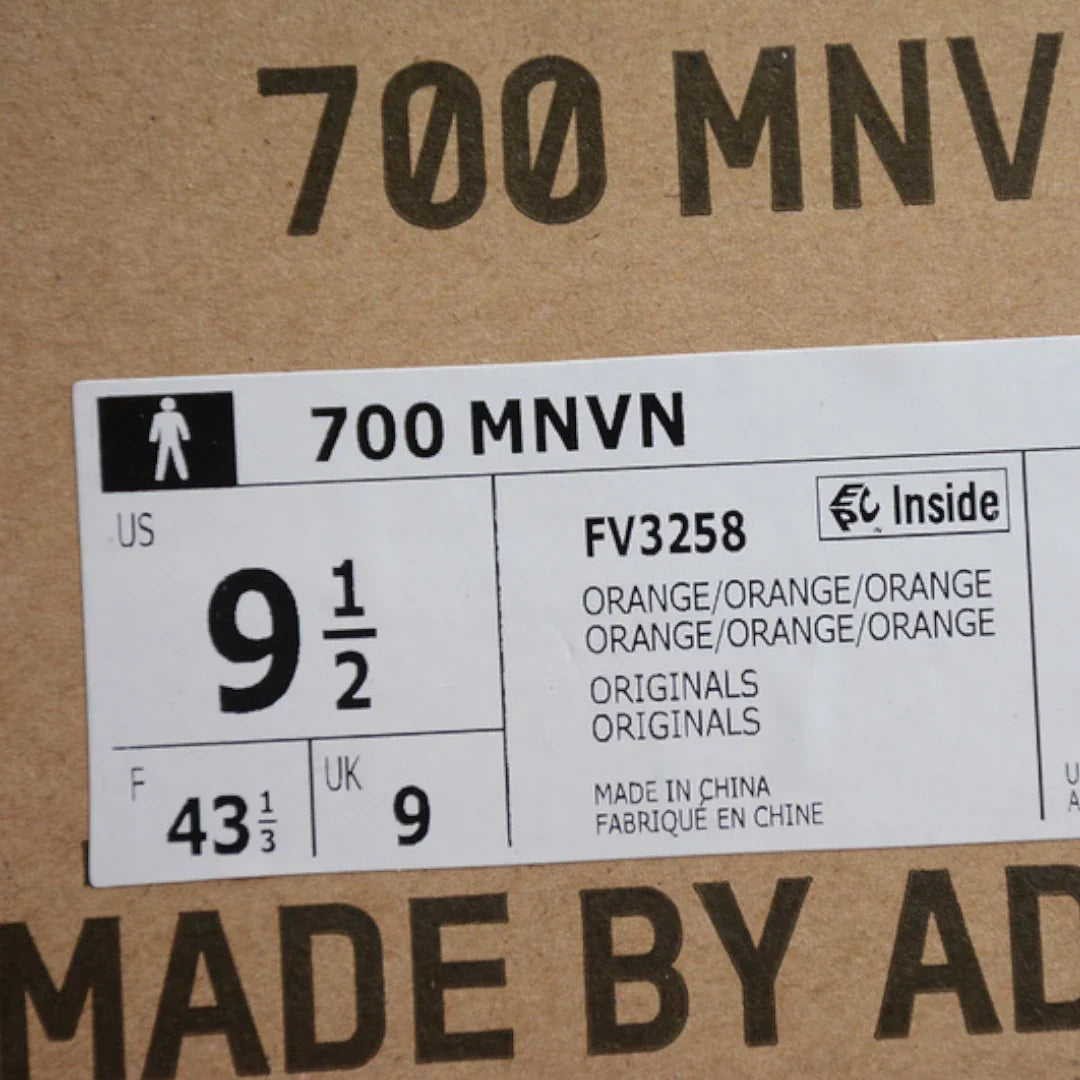 700 MNV
700 MNVN
US
9 1/2
F
43 1/3
UK
9
FV3258
EPC Inside
ORANGE/ORANGE/ORANGE
ORANGE/ORANGE/ORANGE
ORIGINALS
ORIGINALS
MADE IN CHINA
FABRIQUÉ EN CHINE
MADE BY AD